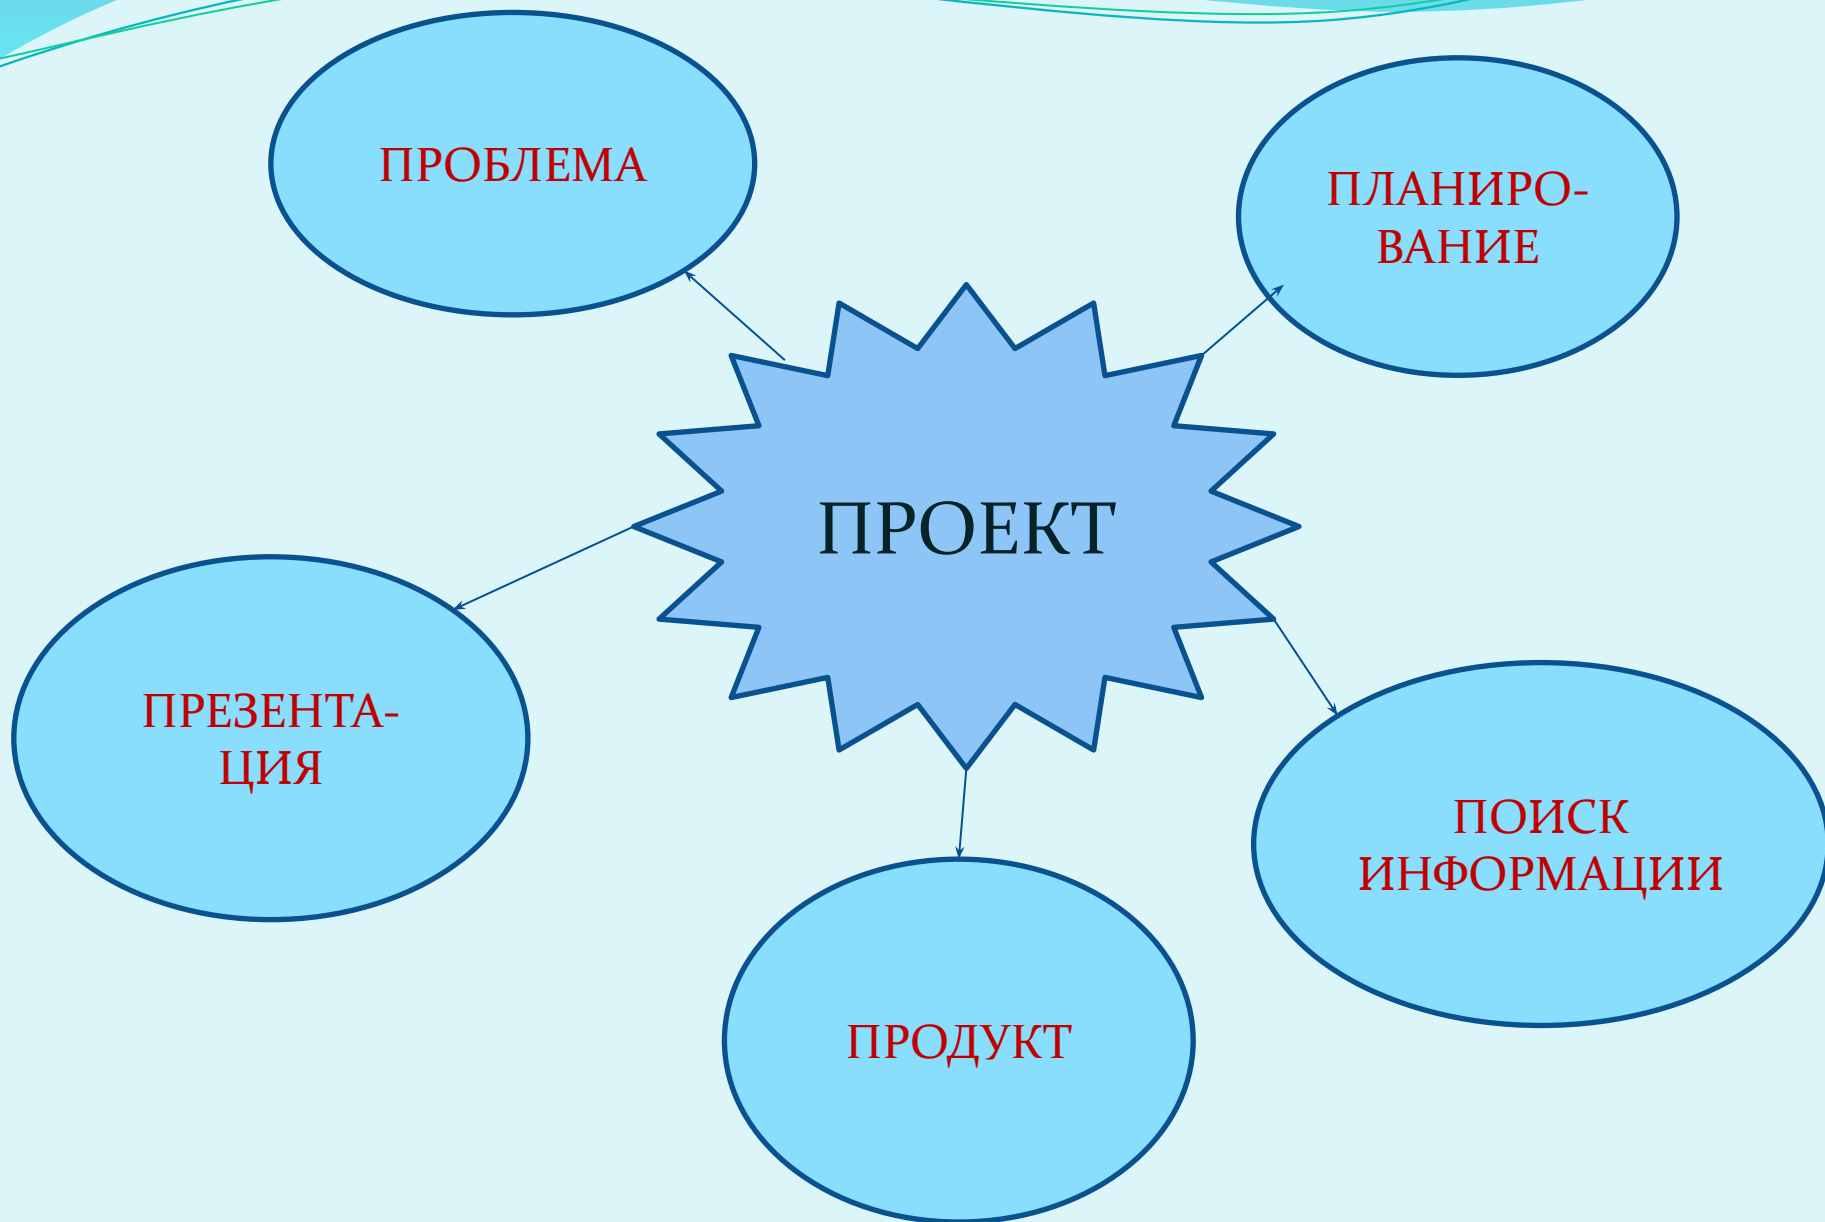 ПРОБЛЕМА
ПЛАНИРО-
ВАНИЕ
ПРОЕКТ
ПРЕЗЕНТА-
ЦИЯ
ПОИСК
ИНФОРМАЦИИ
ПРОДУКТ